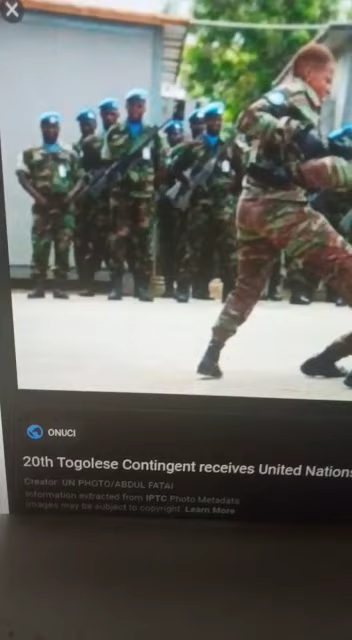 ONUCI
20th Togolese Contingent receives United Nations
Creator: UN PHOTO/ABDUL FATAI
Information extracted from IPTC Photo Metadata
Images may be subject to copyright. Learn More